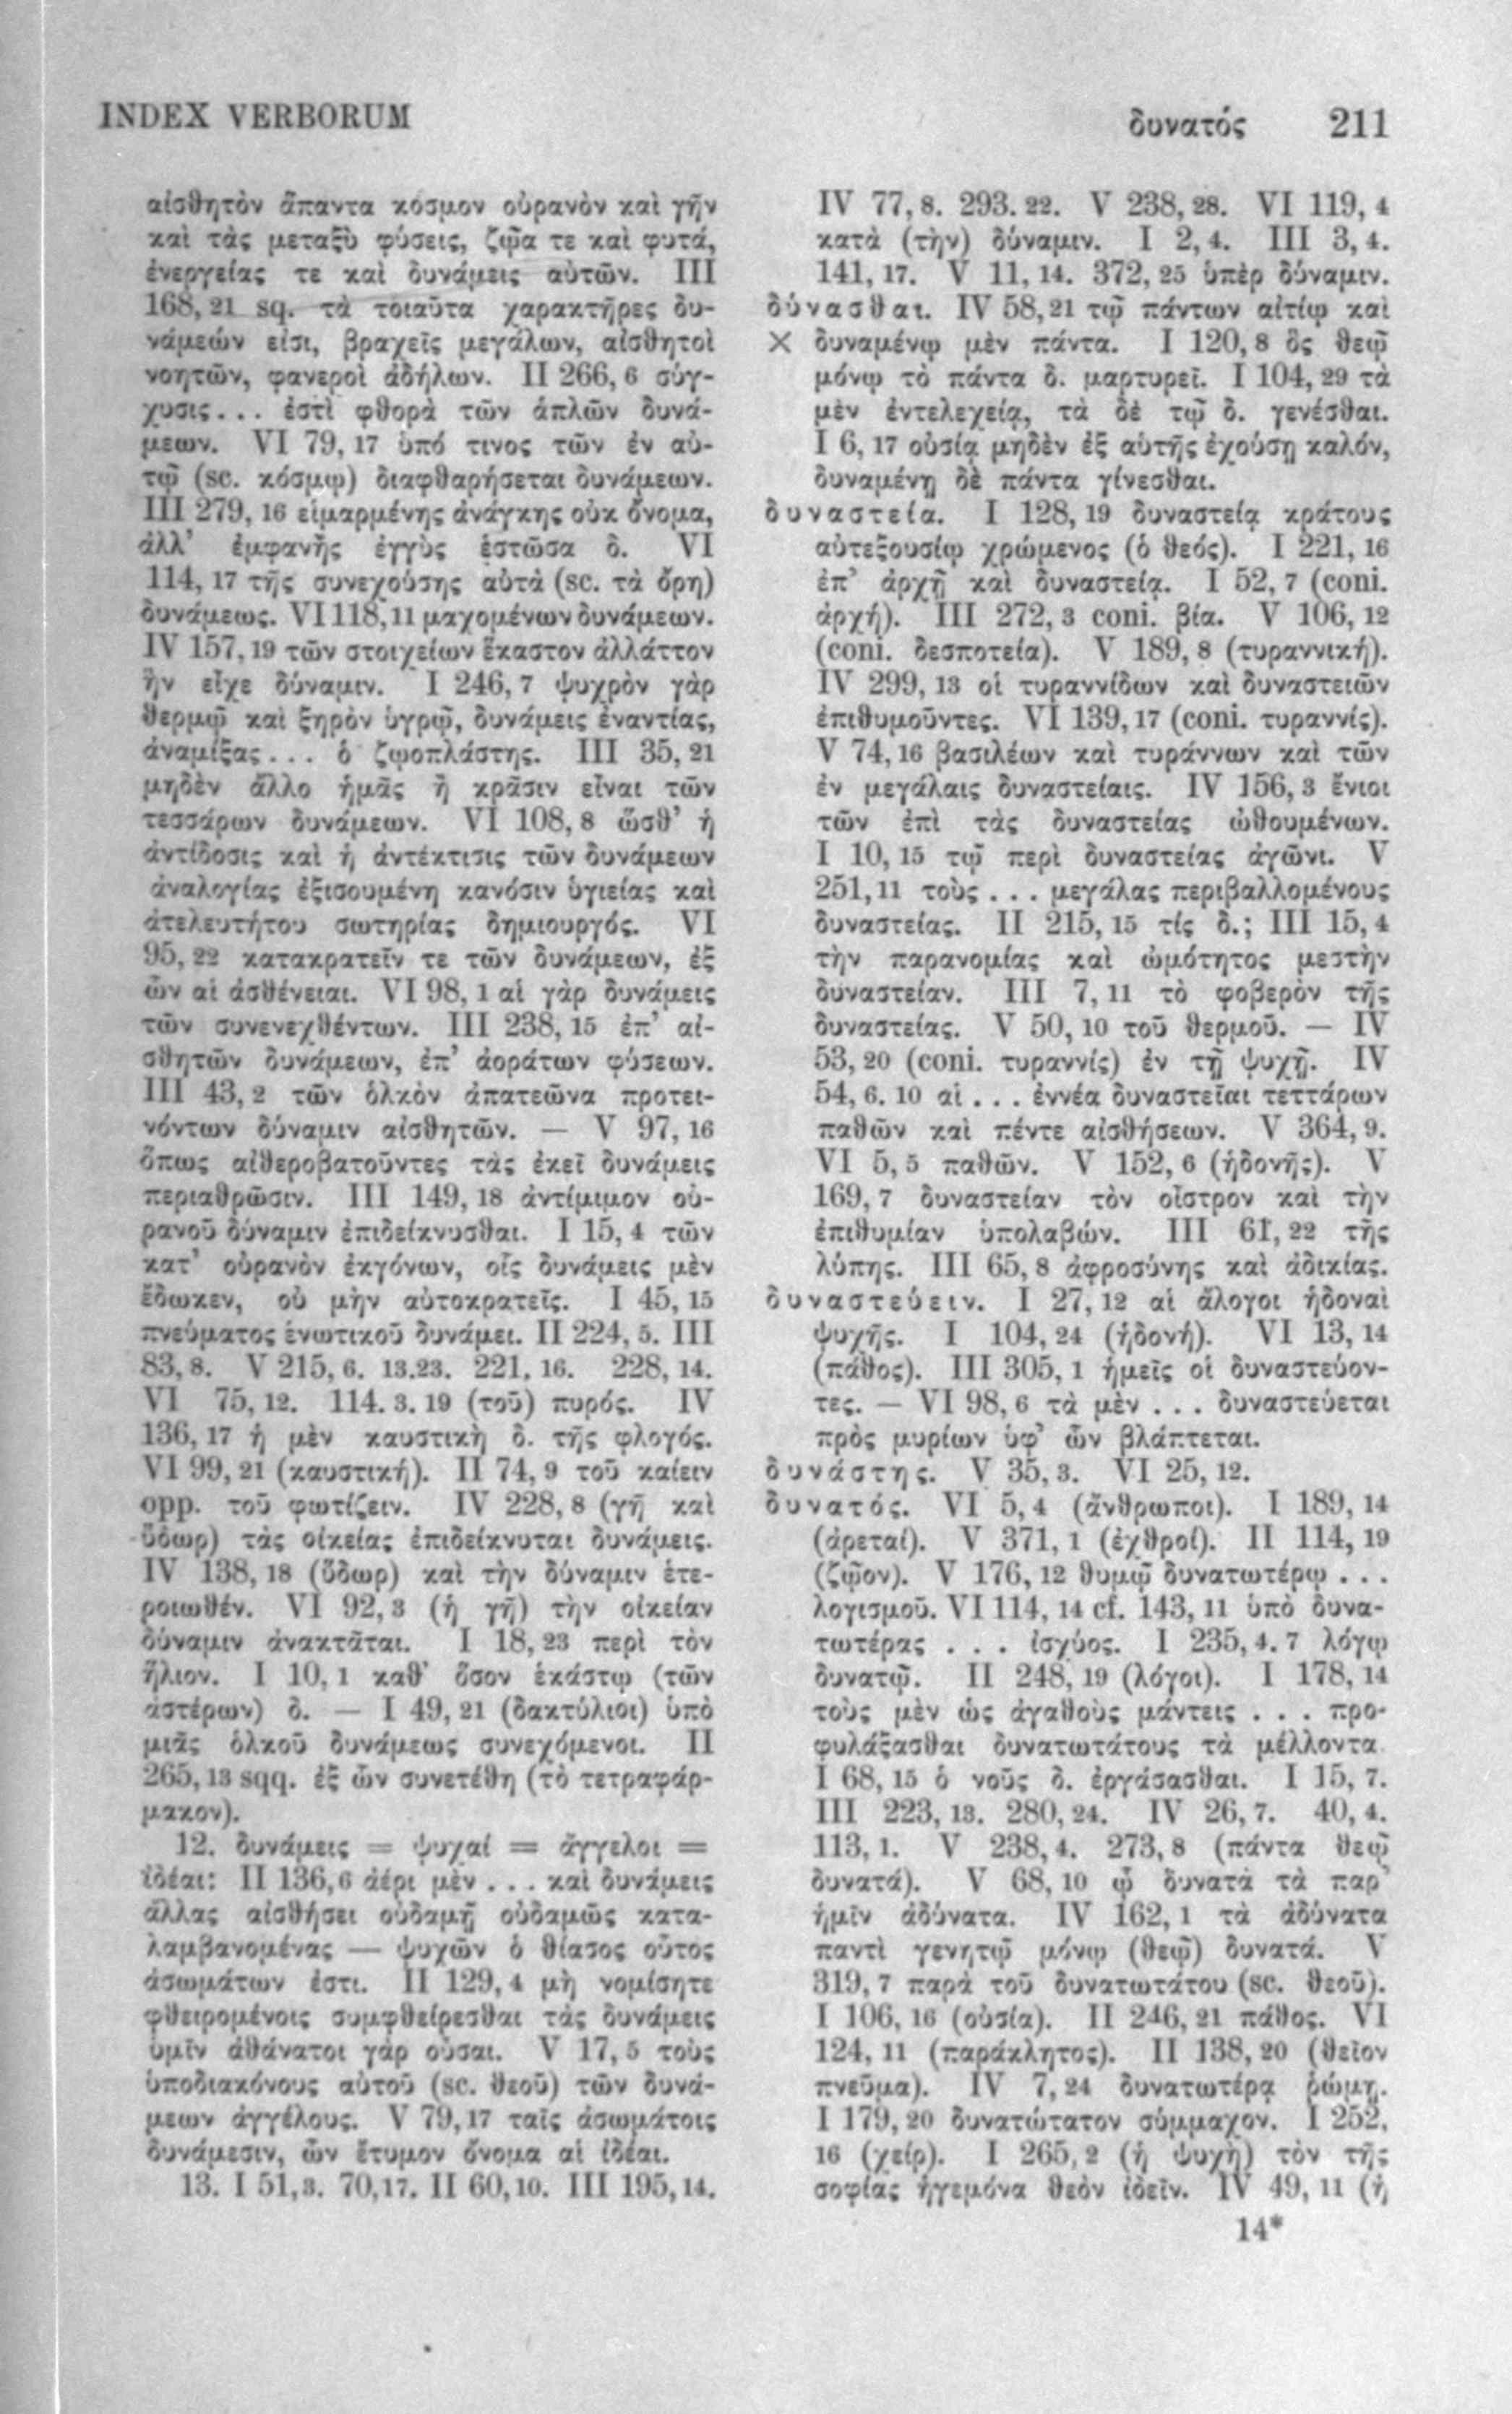 INDEX VERBORUM
δυνατός 211
αἰσθητὸν ἅπαντα κόσμον οὐρανὸν καὶ γῆν
καὶ τὰς μεταξὺ φύσεις, ζῷα τε καὶ φυτά,
ἐνεργείας τε καὶ δυνάμεις αὐτῶν. III
168, 21 sq. τὰ τοιαῦτα χαρακτῆρες δυ-
νάμεών εἰσι, βραχεῖς μεγάλων, αἰσθητοὶ
νοητῶν, φανεροὶ ἀδήλων. II 266, 6 σύγ-
χυσις... ἐστὶ φθορὰ τῶν ἁπλῶν δυνά-
μεων. VI 79, 17 ὑπό τινος τῶν ἐν αὐ-
τῷ (sc. κόσμῳ) διαφθαρήσεται δυνάμεων.
III 279, 16 εἱμαρμένης ἀνάγκης οὐκ ὄνομα,
ἀλλ’ ἐμφανὴς ἐγγὺς ἑστῶσα δ. VI
114, 17 τῆς συνεχούσης αὐτὰ (sc. τὰ ὄρη)
δυνάμεως. VI 118, 11 μαχομένων δυνάμεων.
IV 157, 19 τῶν στοιχείων ἕκαστον ἀλλάττον
ἣν εἶχε δύναμιν. I 246, 7 ψυχρὸν γὰρ
θερμῷ καὶ ξηρὸν ὑγρῷ, δυνάμεις ἐναντίας,
ἀναμίξας... ὁ ζῳοπλάστης. III 35, 21
μηδὲν ἄλλο ἡμᾶς ἢ κρᾶσιν εἶναι τῶν
τεσσάρων δυνάμεων. VI 108, 8 ὥσθ’ ἡ
ἀντίδοσις καὶ ἡ ἀντέκτισις τῶν δυνάμεων
ἀναλογίας ἐξισουμένη κανόσιν ὑγιείας καὶ
ἀτελευτήτου σωτηρίας δημιουργός. VI
95, 22 κατακρατεῖν τε τῶν δυνάμεων, ἐξ
ὧν αἱ ἀσθένειαι. VI 98, 1 αἱ γὰρ δυνάμεις
τῶν συνενεχθέντων. III 238, 15 ἐπ’ αἰ-
σθητῶν δυνάμεων, ἐπ’ ἀοράτων φύσεων.
III 43, 2 τῶν ὁλκὸν ἀπατεῶνα προτει-
νόντων δύναμιν αἰσθητῶν. — V 97, 16
ὅπως αἰθεροβατοῦντες τὰς ἐκεῖ δυνάμεις
περιαθρῶσιν. III 149, 18 ἀντίμιμον οὐ-
ρανοῦ δύναμιν ἐπιδείκνυσθαι. I 15, 4 τῶν
κατ’ οὐρανὸν ἐκγόνων, οἷς δυνάμεις μὲν
ἔδωκεν, οὐ μὴν αὐτοκρατεῖς. I 45, 15
πνεύματος ἑνωτικοῦ δυνάμει. II 224, 5. III
83, 8. V 215, 6. 13. 23. 221, 16. 228, 14.
VI 75, 12. 114. 3. 19 (τοῦ) πυρός. IV
136, 17 ἡ μὲν καυστικὴ δ. τῆς φλογός.
VI 99, 21 (καυστική). II 74, 9 τοῦ καίειν
opp. τοῦ φωτίζειν. IV 228, 8 (γῆ καὶ
ὕδωρ) τὰς οἰκείας ἐπιδείκνυται δυνάμεις.
IV 138, 18 (ὕδωρ) καὶ τὴν δύναμιν ἑτε-
ροιωθέν. VI 92, 3 (ἡ γῆ) τὴν οἰκείαν
δύναμιν ἀνακτᾶται. I 18, 23 περὶ τὸν
ἥλιον. I 10, 1 καθ’ ὅσον ἑκάστῳ (τῶν
ἀστέρων) δ. — I 49, 21 (δακτύλιοι) ὑπὸ
μιᾶς ὁλκοῦ δυνάμεως συνεχόμενοι. II
265, 13 sqq. ἐξ ὧν συνετέθη (τὸ τετραφάρ-
μακον).
12. δυνάμεις = ψυχαί = ἄγγελοι =
ἰδέαι: II 136, 6 ἀέρι μὲν ... καὶ δυνάμεις
ἄλλας αἰσθήσει οὐδαμῇ οὐδαμῶς κατα-
λαμβανομένας — ψυχῶν ὁ θίασος οὗτος
ἀσωμάτων ἐστι. II 129, 4 μὴ νομίσητε
φθειρομένοις συμφθείρεσθαι τὰς δυνάμεις
ὑμῖν ἀθάνατοι γὰρ οὖσαι. V 17, 5 τοὺς
ὑποδιακόνους αὐτοῦ (sc. θεοῦ) τῶν δυνά-
μεων ἀγγέλους. V 79, 17 ταῖς ἀσωμάτοις
δυνάμεσιν, ὧν ἔτυμον ὄνομα αἱ ἰδέαι.
13. I 51, 3. 70, 17. II 60, 10. III 195, 14.
IV 77, 8. 293. 22. V 238, 28. VI 119, 4
κατὰ (τὴν) δύναμιν. I 2, 4. III 3, 4.
141, 17. V 11, 14. 372, 25 ὑπὲρ δύναμιν.
δύνασθαι. IV 58, 21 τῷ πάντων αἰτίῳ καὶ
× δυναμένῳ μὲν πάντα. I 120, 8 ὃς θεῷ
μόνῳ τὸ πάντα δ. μαρτυρεῖ. I 104, 29 τὰ
μὲν ἐντελεχείᾳ, τὰ δὲ τῷ δ. γενέσθαι.
I 6, 17 οὐσίᾳ μηδὲν ἐξ αὑτῆς ἐχούσῃ καλόν,
δυναμένῃ δὲ πάντα γίνεσθαι.
δυναστεία. I 128, 19 δυναστείᾳ κράτους
αὐτεξουσίῳ χρώμενος (ὁ θεός). I 221, 16
ἐπ’ ἀρχῇ καὶ δυναστείᾳ. I 52, 7 (coni.
ἀρχή). III 272, 3 coni. βία. V 106, 12
(coni. δεσποτεία). V 189, 8 (τυραννική).
IV 299, 13 οἱ τυραννίδων καὶ δυναστειῶν
ἐπιθυμοῦντες. VI 139, 17 (coni. τυραννίς).
V 74, 16 βασιλέων καὶ τυράννων καὶ τῶν
ἐν μεγάλαις δυναστείαις. IV 156, 3 ἔνιοι
τῶν ἐπὶ τὰς δυναστείας ὠθουμένων.
I 10, 15 τῷ περὶ δυναστείας ἀγῶνι. V
251, 11 τοὺς ... μεγάλας περιβαλλομένους
δυναστείας. II 215, 15 τίς δ.; III 15, 4
τὴν παρανομίας καὶ ὠμότητος μεστὴν
δυναστείαν. III 7, 11 τὸ φοβερὸν τῆς
δυναστείας. V 50, 10 τοῦ θερμοῦ. — IV
53, 20 (coni. τυραννίς) ἐν τῇ ψυχῇ. IV
54, 6. 10 αἱ ... ἐννέα δυναστεῖαι τεττάρων
παθῶν καὶ πέντε αἰσθήσεων. V 364, 9.
VI 5, 5 παθῶν. V 152, 6 (ἡδονῆς). V
169, 7 δυναστείαν τὸν οἶστρον καὶ τὴν
ἐπιθυμίαν ὑπολαβών. III 61, 22 τῆς
λύπης. III 65, 8 ἀφροσύνης καὶ ἀδικίας.
δυναστεύειν. I 27, 12 αἱ ἄλογοι ἡδοναὶ
ψυχῆς. I 104, 24 (ἡδονή). VI 13, 14
(πάθος). III 305, 1 ἡμεῖς οἱ δυναστεύον-
τες. — VI 98, 6 τὰ μὲν ... δυναστεύεται
πρὸς μυρίων ὑφ’ ὧν βλάπτεται.
δυνάστης. V 35, 3. VI 25, 12.
δυνατός. VI 5, 4 (ἄνθρωποι). I 189, 14
(ἀρεταί). V 371, 1 (ἐχθροί). II 114, 19
(ζῷον). V 176, 12 θυμῷ δυνατωτέρῳ ...
λογισμοῦ. VI 114, 14 cf. 143, 11 ὑπὸ δυνα-
τωτέρας ... ἰσχύος. I 235, 4. 7 λόγῳ
δυνατῷ. II 248, 19 (λόγοι). I 178, 14
τοὺς μὲν ὡς ἀγαθοὺς μάντεις ... προ-
φυλάξασθαι δυνατωτάτους τὰ μέλλοντα
I 68, 15 ὁ νοῦς δ. ἐργάσασθαι. I 15, 7.
III 223, 13. 280, 24. IV 26, 7. 40, 4.
113, 1. V 238, 4. 273, 8 (πάντα θεῷ
δυνατά). V 68, 10 ᾧ δυνατὰ τὰ παρ’
ἡμῖν ἀδύνατα. IV 162, 1 τὰ ἀδύνατα
παντὶ γενητῷ μόνῳ (θεῷ) δυνατά. V
319, 7 παρὰ τοῦ δυνατωτάτου (sc. θεοῦ).
I 106, 16 (οὐσία). II 246, 21 πάθος. VI
124, 11 (παράκλητος). II 138, 20 (θεῖον
πνεῦμα). IV 7, 24 δυνατωτέρᾳ ῥώμῃ.
I 179, 20 δυνατώτατον σύμμαχον. I 252,
16 (χείρ). I 265, 2 (ἡ ψυχὴ) τὸν τῆς
σοφίας ἡγεμόνα θεὸν ἰδεῖν. IV 49, 11 (ἡ
14*